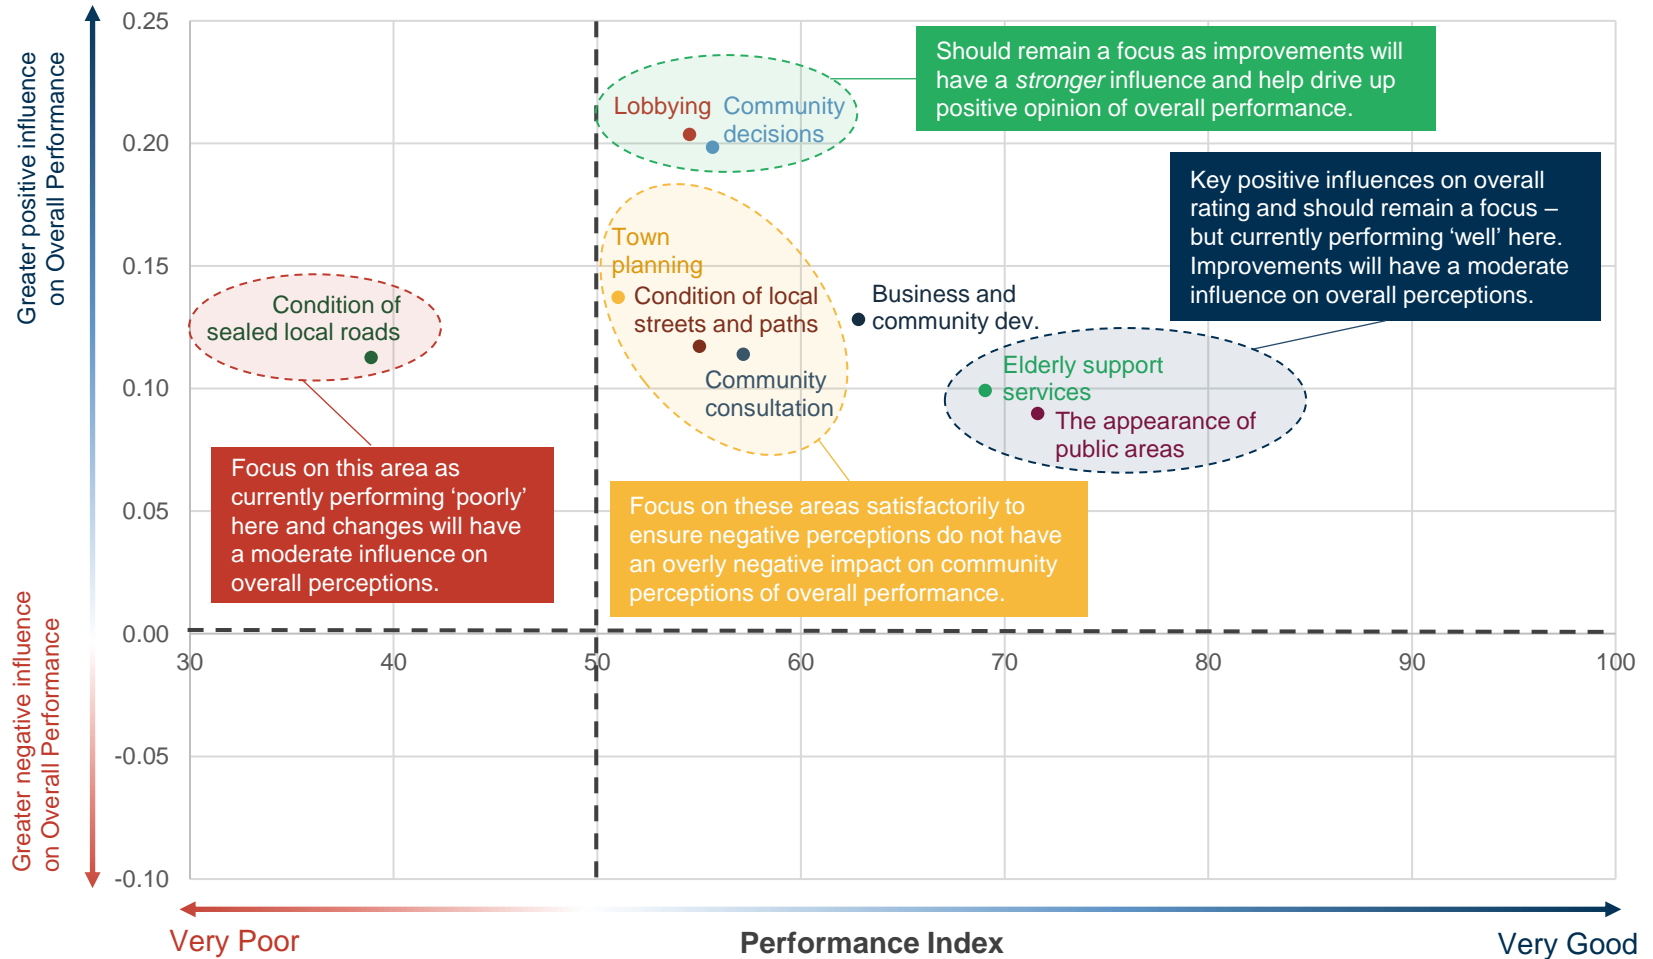 Greater positive influence
on Overall Performance
Greater negative influence
on Overall Performance
0.25
0.20
0.15
0.10
0.05
0.00
-0.05
-0.10
Should remain a focus as improvements will
have a stronger influence and help drive up
positive opinion of overall performance.
Lobbying
Community
decisions
Key positive influences on overall
rating and should remain a focus –
but currently performing ‘well’ here.
Improvements will have a moderate
influence on overall perceptions.
Town
planning
Condition of local
streets and paths
Community
consultation
Business and
community dev.
Condition of
sealed local roads
Elderly support
services
The appearance of
public areas
Focus on this area as
currently performing ‘poorly’
here and changes will have
a moderate influence on
overall perceptions.
Focus on these areas satisfactorily to
ensure negative perceptions do not have
an overly negative impact on community
perceptions of overall performance.
30
40
50
60
70
80
90
100
Very Poor
Performance Index
Very Good